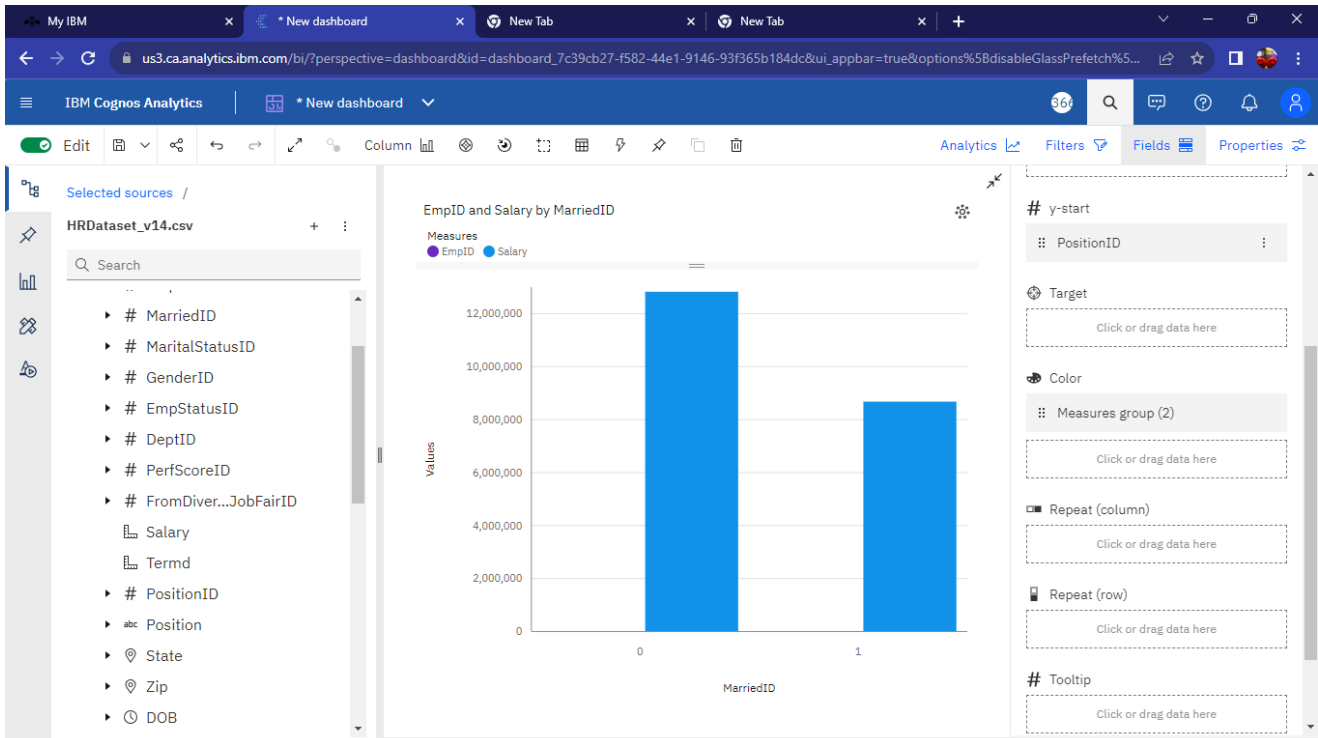 My IBM
* New dashboard
New Tab
New Tab
us3.ca.analytics.ibm.com/bi/?perspective=dashboard&id=dashboard_7c39cb27-f582-44e1-9146-93f365b184dc&ui_appbar=true&options%5BdisableGlassPrefetch%5...
IBM Cognos Analytics
* New dashboard
366
Edit
Column
Analytics
Filters
Fields
Properties
Selected sources /
HRDataset_v14.csv
Search
# MarriedID
# MaritalStatusID
# GenderID
# EmpStatusID
# DeptID
# PerfScoreID
# FromDiver...JobFairID
Salary
Termd
# PositionID
abc Position
State
Zip
DOB
EmpID and Salary by MarriedID
Measures
EmpID Salary
Values
12,000,000
10,000,000
8,000,000
6,000,000
4,000,000
2,000,000
0
0 1
MarriedID
# y-start
PositionID
Target
Click or drag data here
Color
Measures group (2)
Click or drag data here
Repeat (column)
Click or drag data here
Repeat (row)
Click or drag data here
# Tooltip
Click or drag data here